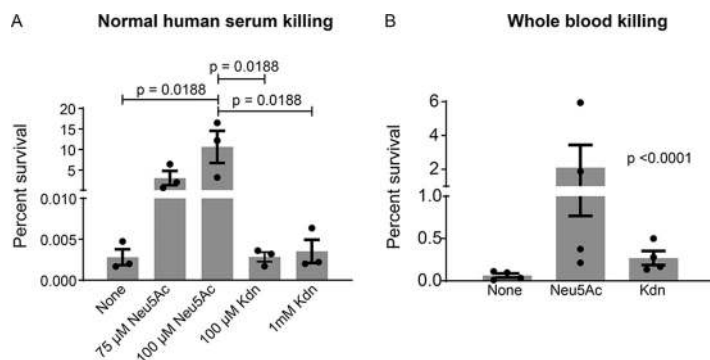 A Normal human serum killing
p = 0.0188
p = 0.0188
p = 0.0188
Percent survival
20
15
10
5
0.010
0.005
0.000
None
75 µM Neu5Ac
100 µM Neu5Ac
100 µM Kdn
1mM Kdn
B Whole blood killing
Percent survival
6
4
2
1.0
0.5
0.0
p <0.0001
None
Neu5Ac
Kdn